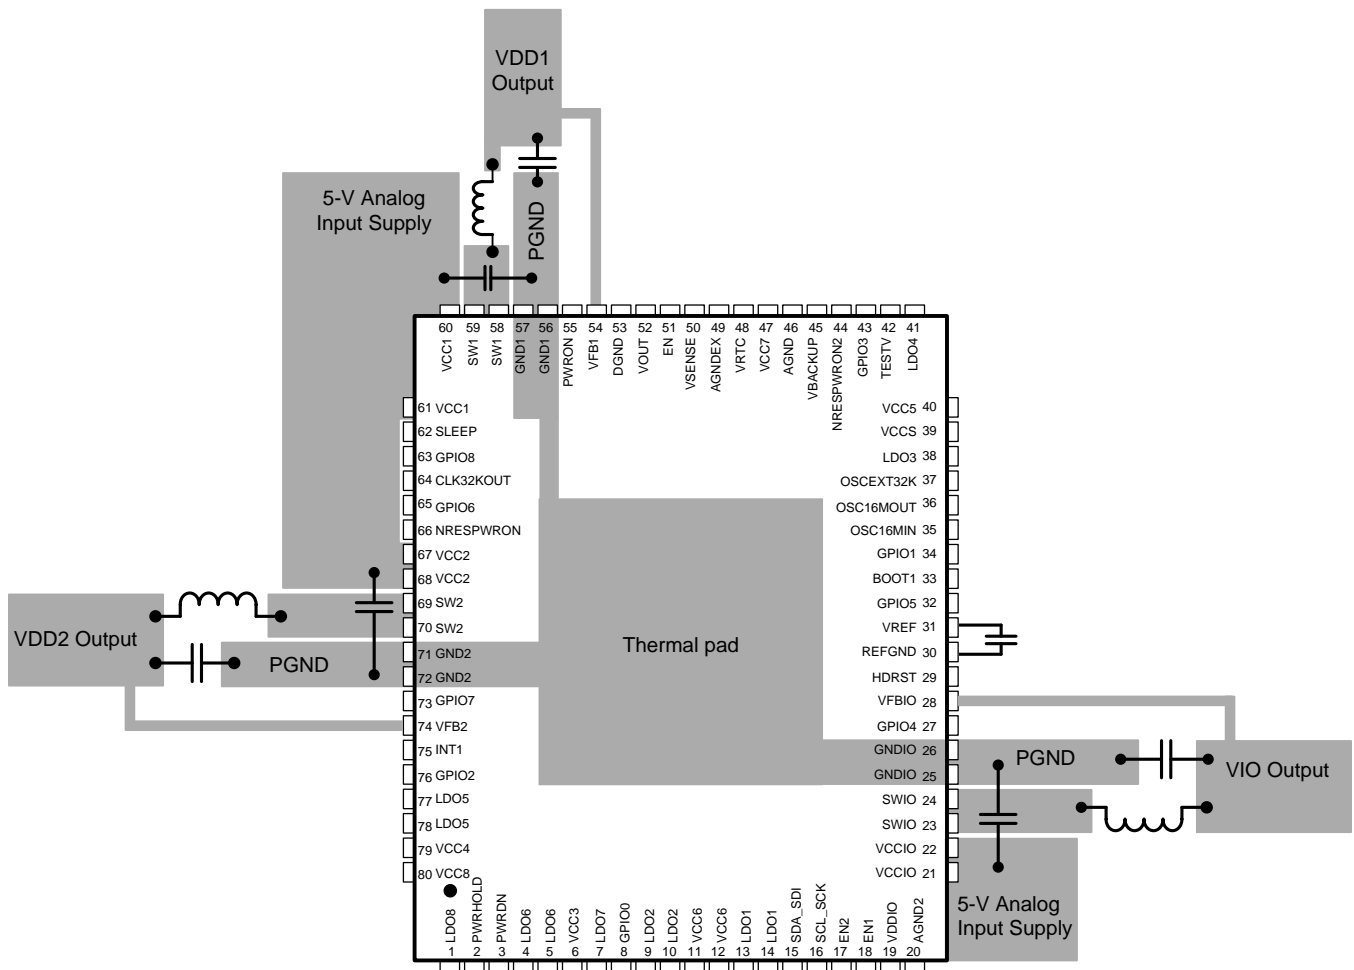 VDD1
Output
5-V Analog
Input Supply
PGND
60 59 58 57 56 55 54 53 52 51 50 49 48 47 46 45 44 43 42 41
VCC1 SW1 SW1 GND1 GND1 PWRON VFB1 DGND VOUT EN VSENSE AGNDEX VRTC VCC7 AGND VBACKUP NRESPWRON2 GPIO3 TESTV LDO4
61 VCC1
62 SLEEP
63 GPIO8
64 CLK32KOUT
65 GPIO6
66 NRESPWRON
67 VCC2
68 VCC2
69 SW2
70 SW2
71 GND2
72 GND2
73 GPIO7
74 VFB2
75 INT1
76 GPIO2
77 LDO5
78 LDO5
79 VCC4
80 VCC8
VDD2 Output
PGND
Thermal pad
VCC5 40
VCCS 39
LDO3 38
OSCEXT32K 37
OSC16MOUT 36
OSC16MIN 35
GPIO1 34
BOOT1 33
GPIO5 32
VREF 31
REFGND 30
HDRST 29
VFBIO 28
GPIO4 27
GNDIO 26
GNDIO 25
SWIO 24
SWIO 23
VCCIO 22
VCCIO 21
PGND
VIO Output
5-V Analog
Input Supply
LDO8 PWRHOLD PWRDN LDO6 LDO6 VCC3 LDO7 GPIO0 LDO2 LDO2 VCC6 VCC6 LDO1 LDO1 SDA_SDI SCL_SCK EN2 EN1 VDDIO AGND2
1 2 3 4 5 6 7 8 9 10 11 12 13 14 15 16 17 18 19 20